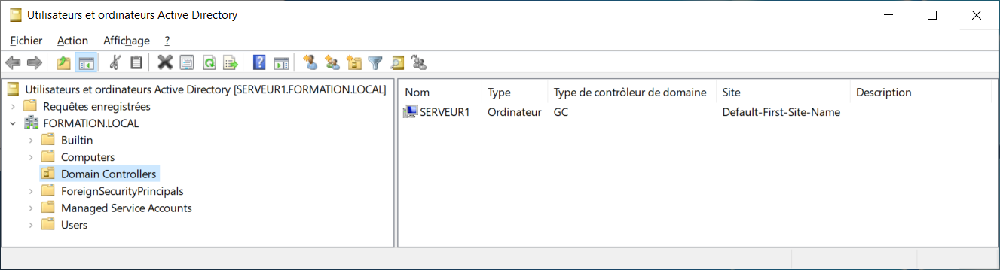 Utilisateurs et ordinateurs Active Directory
Fichier Action Affichage ?
Utilisateurs et ordinateurs Active Directory [SERVEUR1.FORMATION.LOCAL]
Requêtes enregistrées
FORMATION.LOCAL
Builtin
Computers
Domain Controllers
ForeignSecurityPrincipals
Managed Service Accounts
Users
Nom Type Type de contrôleur de domaine Site Description
SERVEUR1 Ordinateur GC Default-First-Site-Name